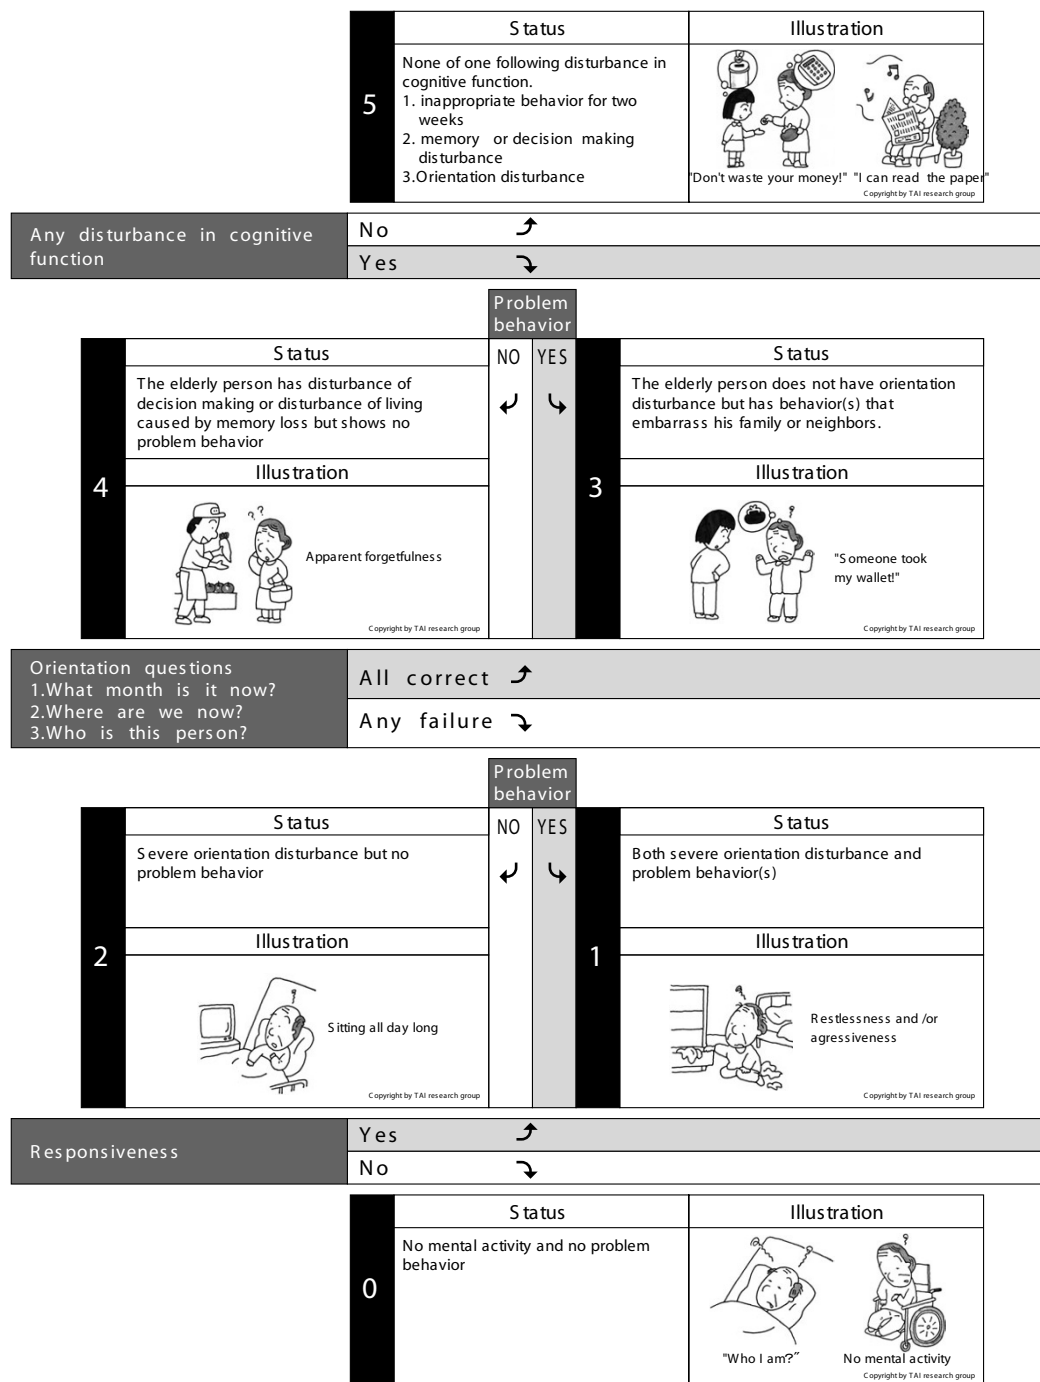 Status
Illustration
5
None of one following disturbance in
cognitive function.
1. inappropriate behavior for two
weeks
2. memory or decision making
disturbance
3.Orientation disturbance
"Don't waste your money!" "I can read the paper"
Copyright by TAI research group
Any disturbance in cognitive
function
No
Yes
Problem
behavior
NO YES
4
Status
The elderly person has disturbance of
decision making or disturbance of living
caused by memory loss but shows no
problem behavior
Illustration
? ?
Apparent forgetfulness
Copyright by TAI research group
3
Status
The elderly person does not have orientation
disturbance but has behavior(s) that
embarrass his family or neighbors.
Illustration
"Someone took
my wallet!"
Copyright by TAI research group
Orientation questions
1.What month is it now?
2.Where are we now?
3.Who is this person?
All correct
Any failure
Problem
behavior
NO YES
2
Status
Severe orientation disturbance but no
problem behavior
Illustration
Sitting all day long
Copyright by TAI research group
1
Status
Both severe orientation disturbance and
problem behavior(s)
Illustration
Restlessness and /or
agressiveness
Copyright by TAI research group
Responsiveness
Yes
No
0
Status
Illustration
No mental activity and no problem
behavior
"Who I am?” No mental activity
Copyright by TAI research group